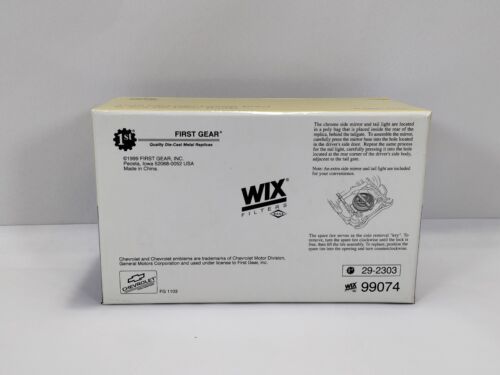 1st
FIRST GEAR®
Quality Die-Cast Metal Replicas
©1999 FIRST GEAR, INC.
Peosta, Iowa 52068-0052 USA
Made in China
The chrome side mirror and tail light are located
in a poly bag that is placed inside the rear of the
replica, behind the tailgate. To assemble the mirror,
carefully press the mirror base into the hole located
in the driver's side door. Repeat the same process
for the tail light, carefully pressing it into the hole
located at the rear corner of the driver's side body,
adjacent to the tail gate.
Note: An extra side mirror and tail light are included
for your convenience.
WIX
FILTERS
The spare tire serves as the side removal "key". To
remove, turn the spare tire clockwise until the lock is
free, then lift the assembly. To replace, position the
spare tire into the opening and turn counterclockwise.
Chevrolet and Chevrolet emblems are trademarks of Chevrolet Motor Division,
General Motors Corporation and used under license to First Gear, Inc.
CHEVROLET
FG 1103
29-2303
WIX 99074